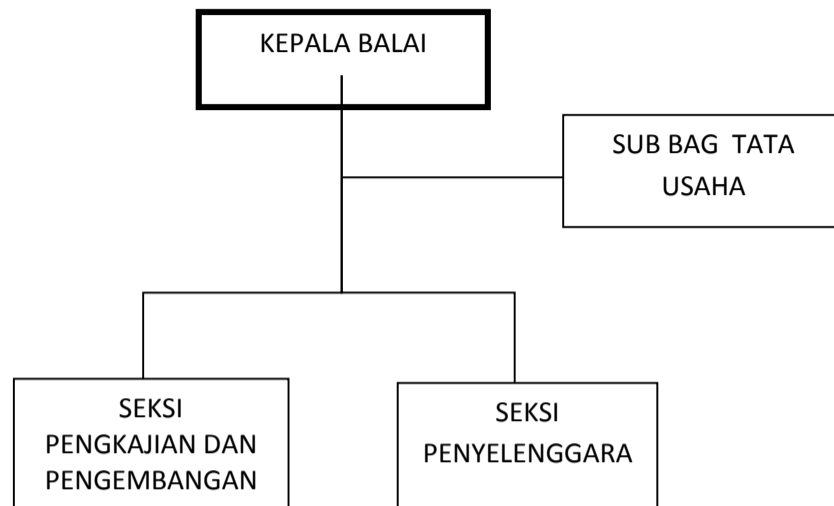 KEPALA BALAI
SUB BAG TATA
USAHA
SEKSI
PENGKAJIAN DAN
PENGEMBANGAN
SEKSI
PENYELENGGARA